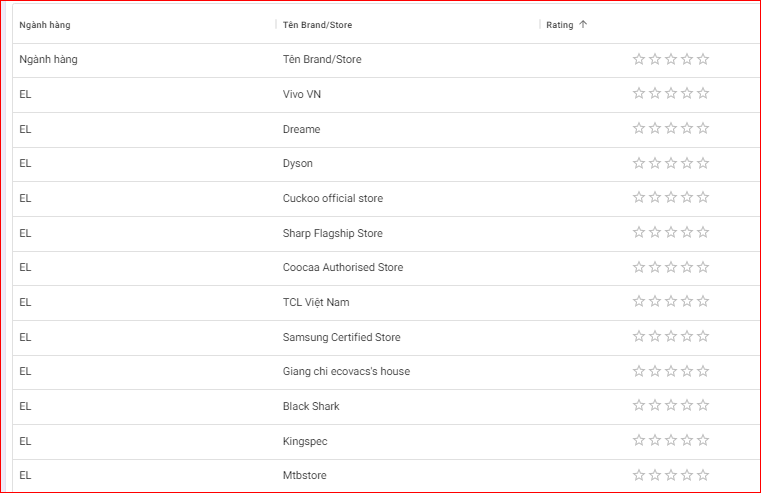 Ngành hàng Tên Brand/Store Rating ↑
Ngành hàng Tên Brand/Store
EL Vivo VN
EL Dreame
EL Dyson
EL Cuckoo official store
EL Sharp Flagship Store
EL Coocaa Authorised Store
EL TCL Việt Nam
EL Samsung Certified Store
EL Giang chi ecovacs's house
EL Black Shark
EL Kingspec
EL Mtbstore